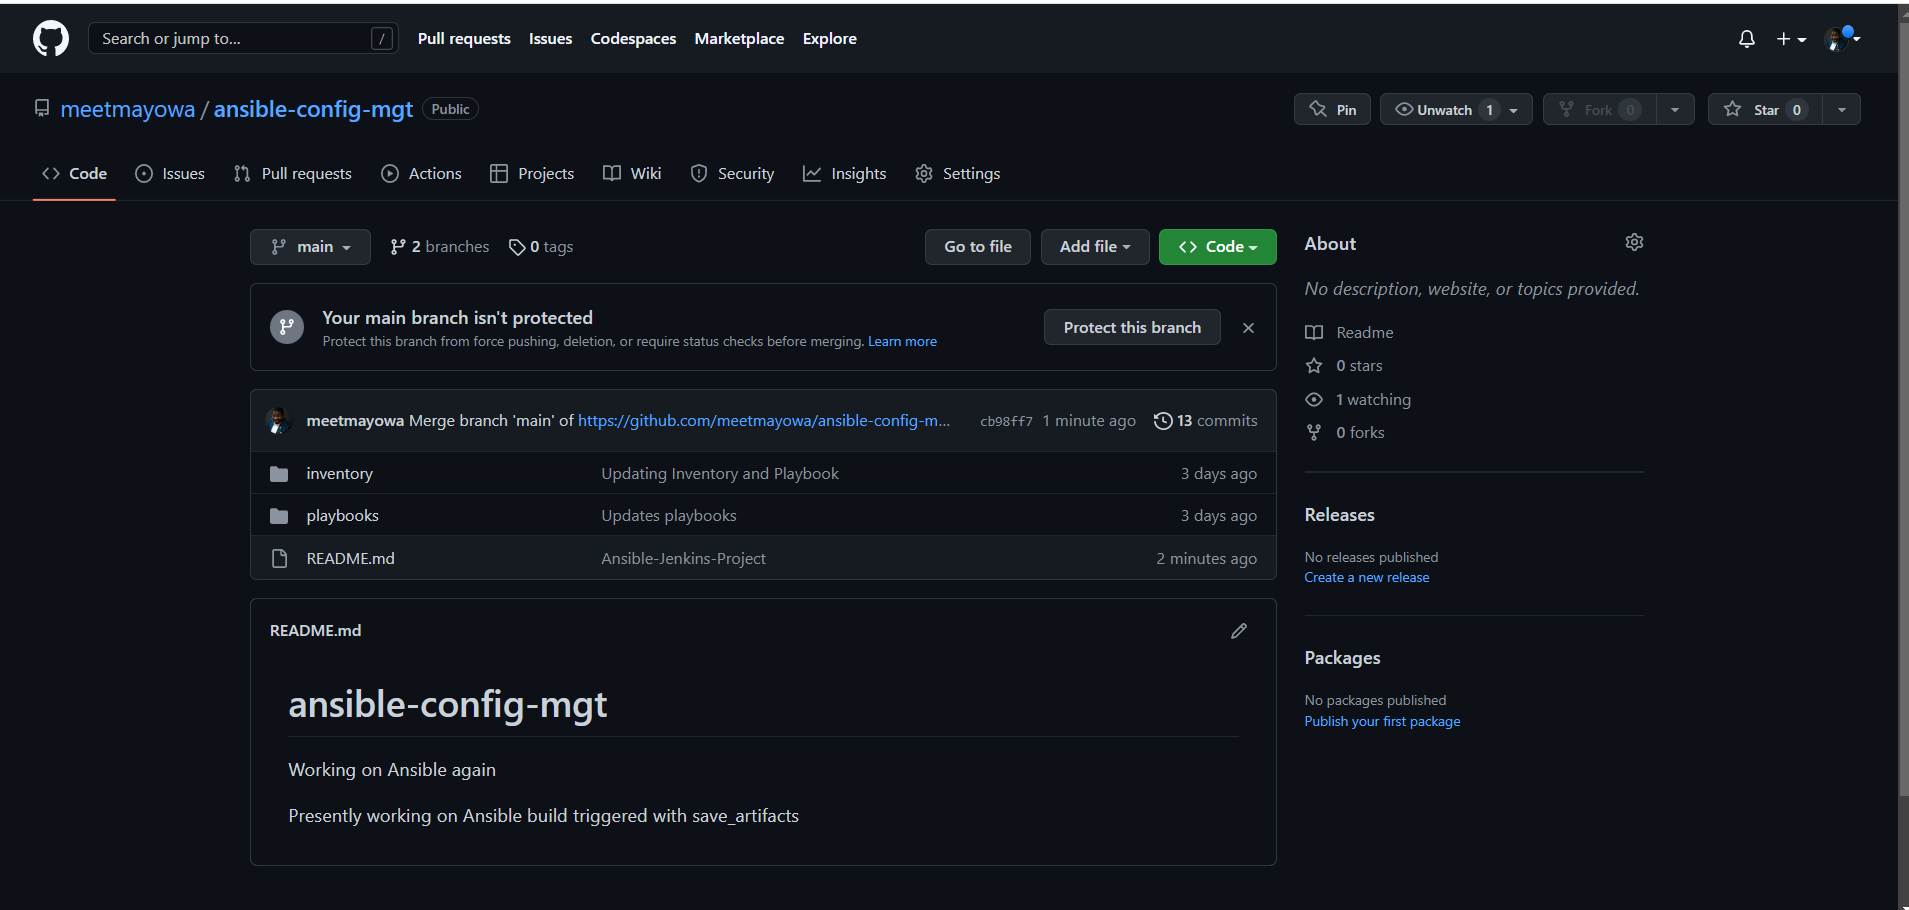 Search or jump to... /
Pull requests Issues Codespaces Marketplace Explore
meetmayowa / ansible-config-mgt Public
Pin Unwatch 1 Fork 0 Star 0
Code Issues Pull requests Actions Projects Wiki Security Insights Settings
main 2 branches 0 tags Go to file Add file Code
Your main branch isn't protected
Protect this branch from force pushing, deletion, or require status checks before merging. Learn more
Protect this branch
meetmayowa Merge branch 'main' of https://github.com/meetmayowa/ansible-config-m... cb98ff7 1 minute ago 13 commits
inventory Updating Inventory and Playbook 3 days ago
playbooks Updates playbooks 3 days ago
README.md Ansible-Jenkins-Project 2 minutes ago
README.md
ansible-config-mgt
Working on Ansible again
Presently working on Ansible build triggered with save_artifacts
About
No description, website, or topics provided.
Readme
0 stars
1 watching
0 forks
Releases
No releases published
Create a new release
Packages
No packages published
Publish your first package